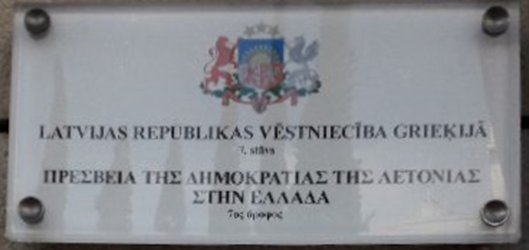 LATVIJAS REPUBLIKAS VĒSTNIECĪBA GRIEĶIJĀ
7. stāvs
ΠΡΕΣΒΕΙΑ ΤΗΣ ΔΗΜΟΚΡΑΤΙΑΣ ΤΗΣ ΛΕΤΟΝΙΑΣ
ΣΤΗΝ ΕΛΛΑΔΑ
7ος όροφος